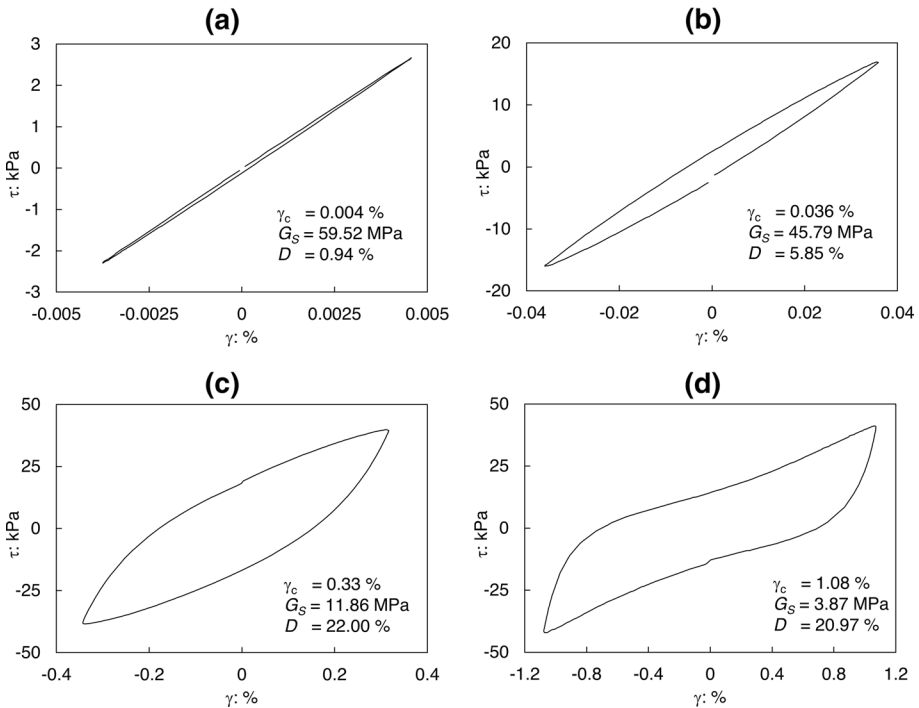 (a)
3
2
1
0
-1
-2
-3
τ: kPa
γc = 0.004 %
GS = 59.52 MPa
D = 0.94 %
-0.005 -0.0025 0 0.0025 0.005
γ: %
(b)
20
10
0
-10
-20
τ: kPa
γc = 0.036 %
GS = 45.79 MPa
D = 5.85 %
-0.04 -0.02 0 0.02 0.04
γ: %
(c)
50
25
0
-25
-50
τ: kPa
γc = 0.33 %
GS = 11.86 MPa
D = 22.00 %
-0.4 -0.2 0 0.2 0.4
γ: %
(d)
50
25
0
-25
-50
τ: kPa
γc = 1.08 %
GS = 3.87 MPa
D = 20.97 %
-1.2 -0.8 -0.4 0 0.4 0.8 1.2
γ: %